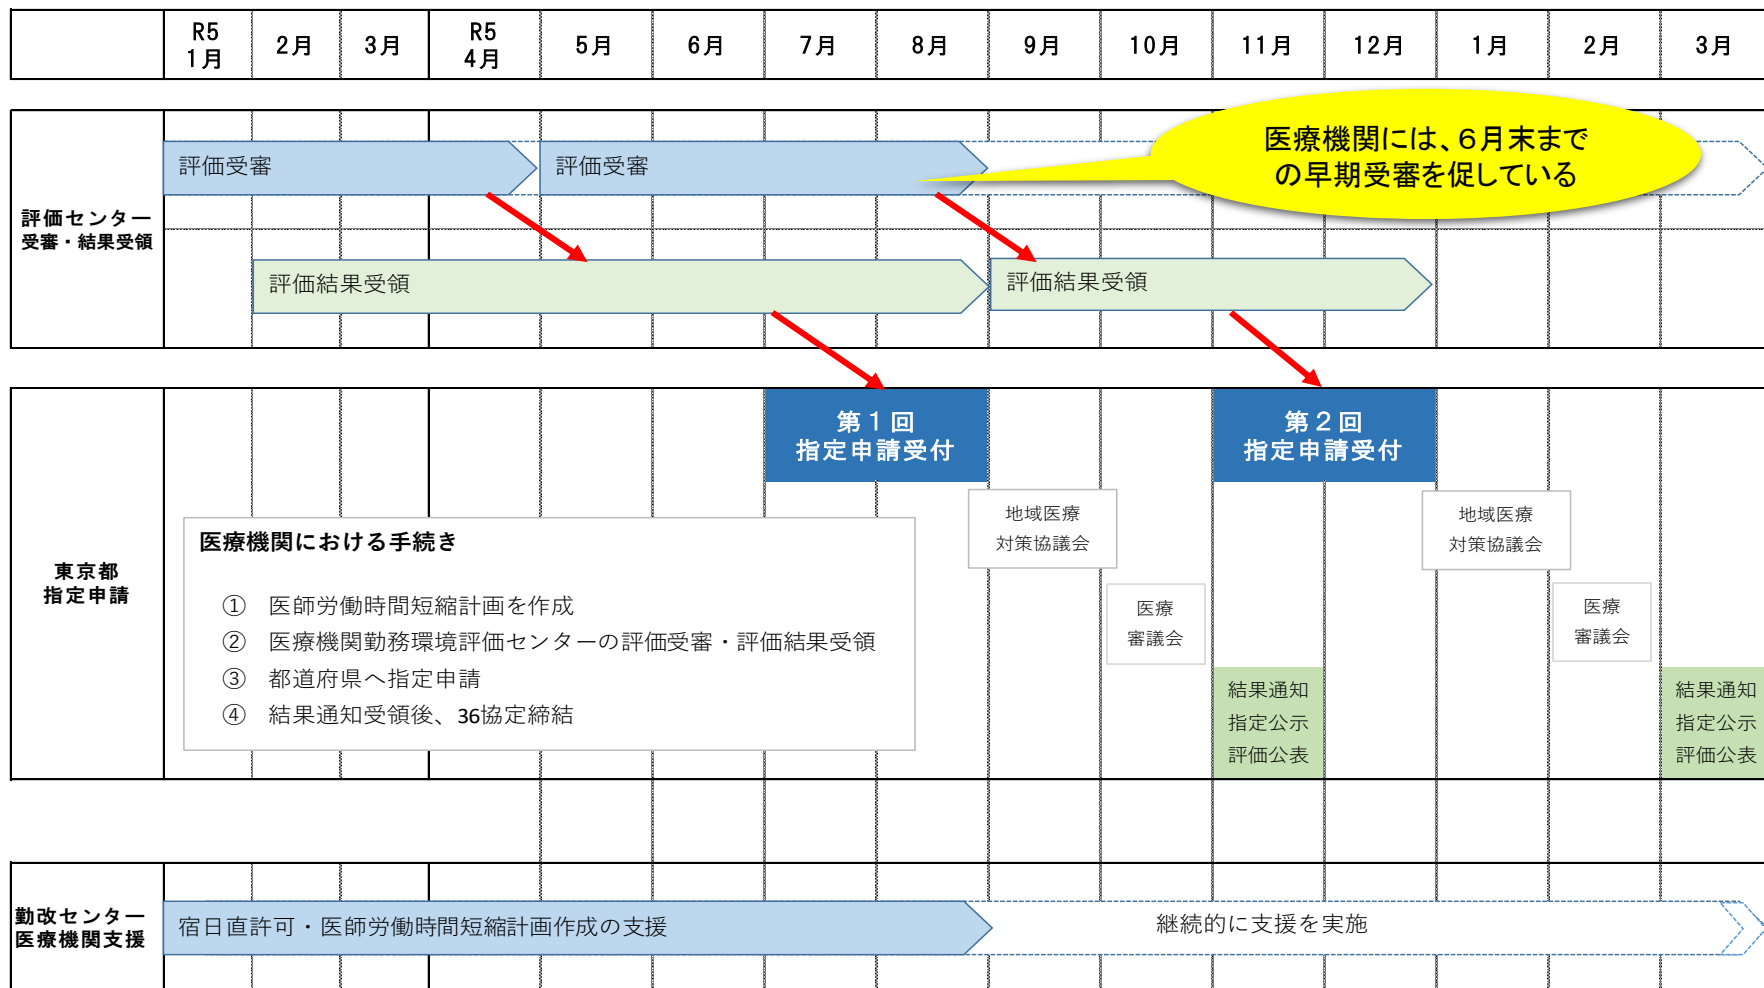 R5
1月
2月
3月
R5
4月
5月
6月
7月
8月
9月
10月
11月
12月
1月
2月
3月
医療機関には、６月末まで
の早期受審を促している
評価受審
評価受審
評価センター
受審・結果受領
評価結果受領
評価結果受領
第１回
指定申請受付
第２回
指定申請受付
地域医療
対策協議会
地域医療
対策協議会
医療機関における手続き
東京都
指定申請
① 医師労働時間短縮計画を作成
② 医療機関勤務環境評価センターの評価受審・評価結果受領
③ 都道府県へ指定申請
④ 結果通知受領後、36協定締結
医療
審議会
医療
審議会
結果通知
指定公示
評価公表
結果通知
指定公示
評価公表
勤改センター
医療機関支援
宿日直許可・医師労働時間短縮計画作成の支援
継続的に支援を実施